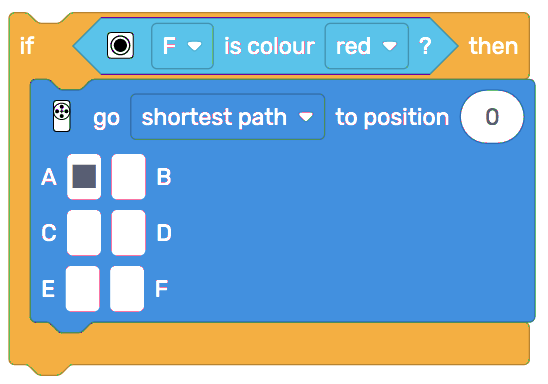 if F is colour red ? then
go shortest path to position 0
A B
C D
E F